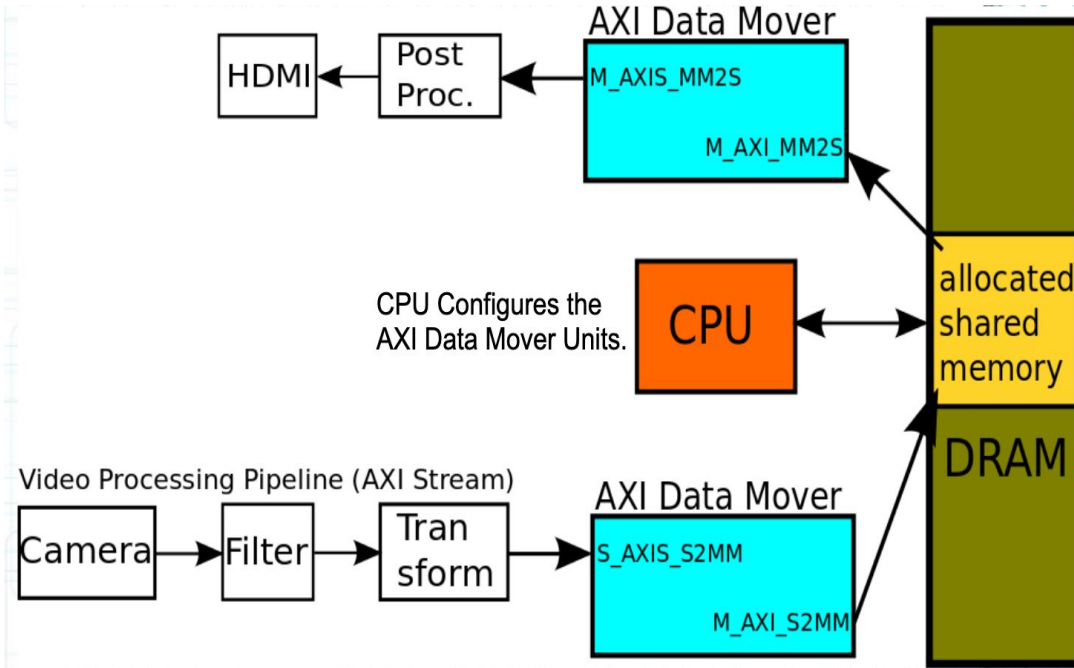 AXI Data Mover
HDMI
Post
Proc.
M_AXIS_MM2S
M_AXI_MM2S
CPU Configures the
AXI Data Mover Units.
CPU
allocated
shared
memory
DRAM
Video Processing Pipeline (AXI Stream)
AXI Data Mover
Camera
Filter
Tran
sform
S_AXIS_S2MM
M_AXI_S2MM